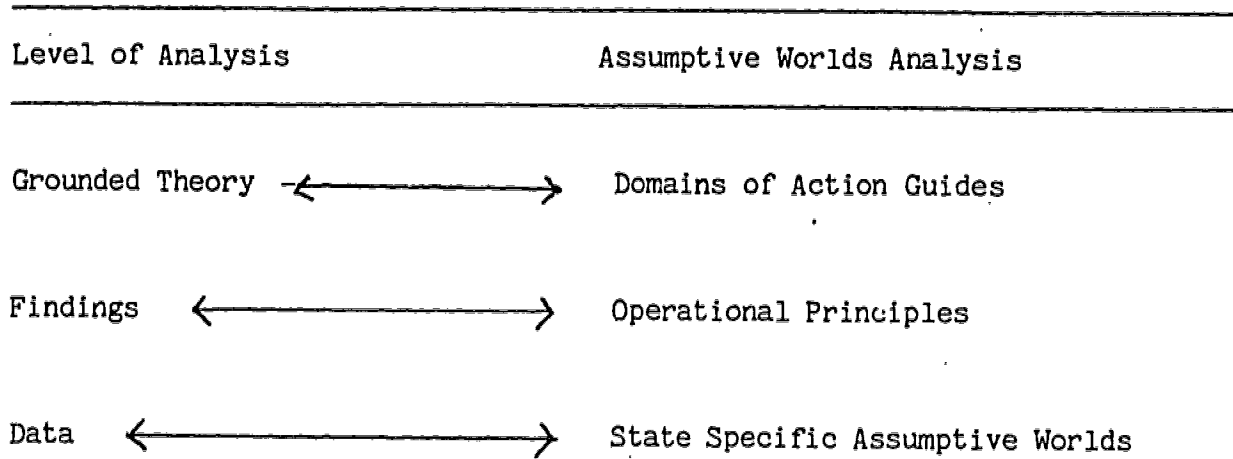 Level of Analysis Assumptive Worlds Analysis
Grounded Theory Domains of Action Guides
Findings Operational Principles
Data State Specific Assumptive Worlds